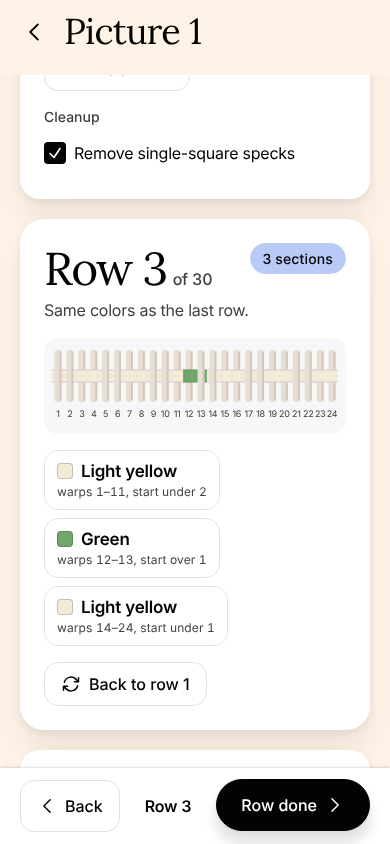 Picture 1
Cleanup
Remove single-square specks
Row 3 of 30
3 sections
Same colors as the last row.
1 2 3 4 5 6 7 8 9 10 11 12 13 14 15 16 17 18 19 20 21 22 23 24
Light yellow
warps 1–11, start under 2
Green
warps 12–13, start over 1
Light yellow
warps 14–24, start under 1
Back to row 1
Back
Row 3
Row done